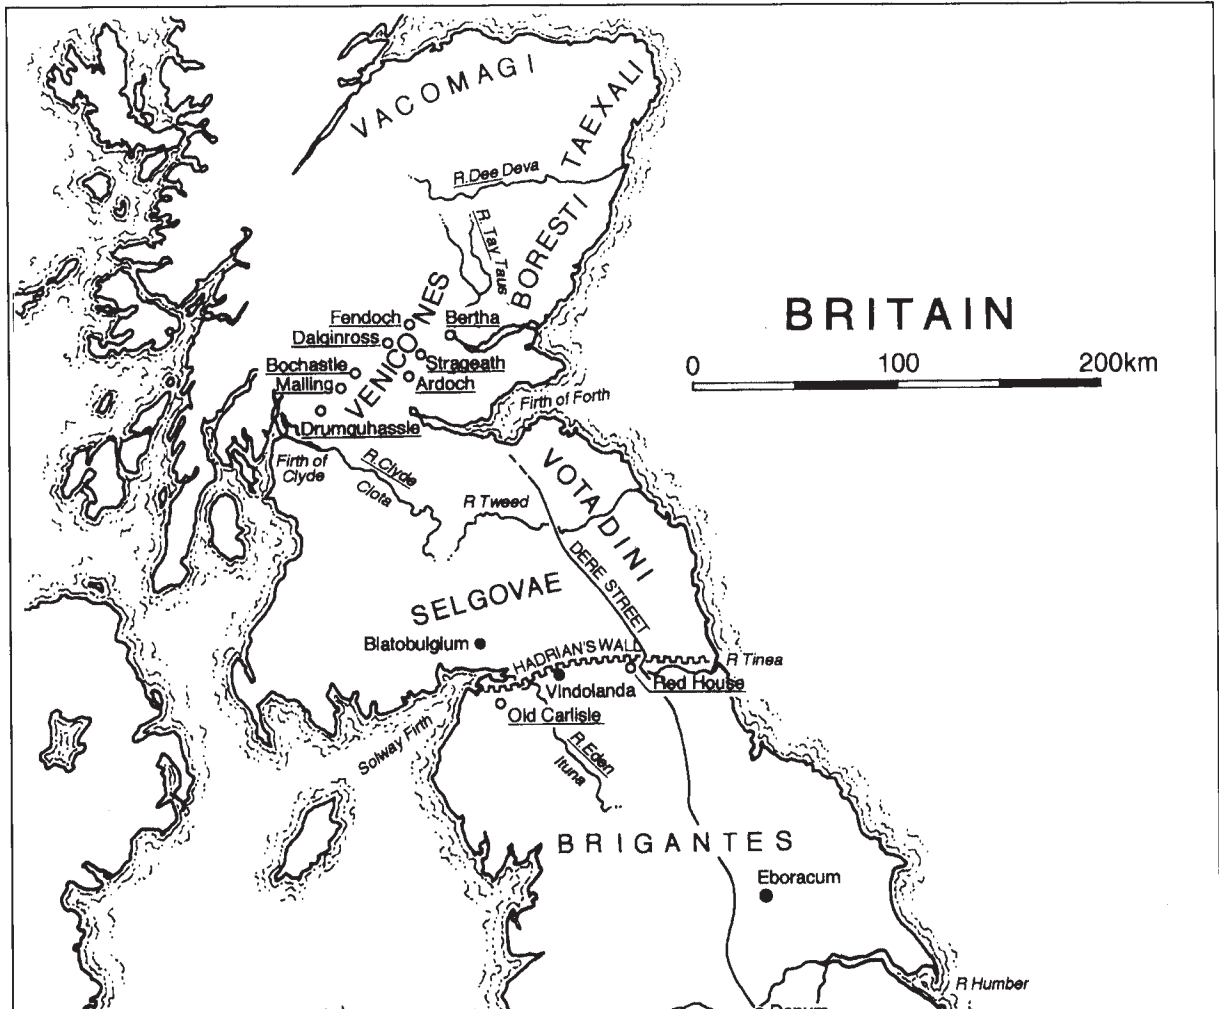 VACOMAGI
TAEXALI
R.Dee Deva
R.Tay Taus
BORESTI
BRITAIN
0 100 200km
VENICONES
Fendoch
Bertha
Dalginross
Strageath
Bochastle
Malling
Ardoch
Drumquhassle
Firth of Forth
Firth of
Clyde
R.Clyde
Clota
R Tweed
VOTADINI
DERE STREET
SELGOVAE
Blatobulgium
HADRIAN'S WALL
R Tinea
Vindolanda
Red House
Old Carlisle
Solway Firth
R.Eden
Ituna
BRIGANTES
Eboracum
R Humber